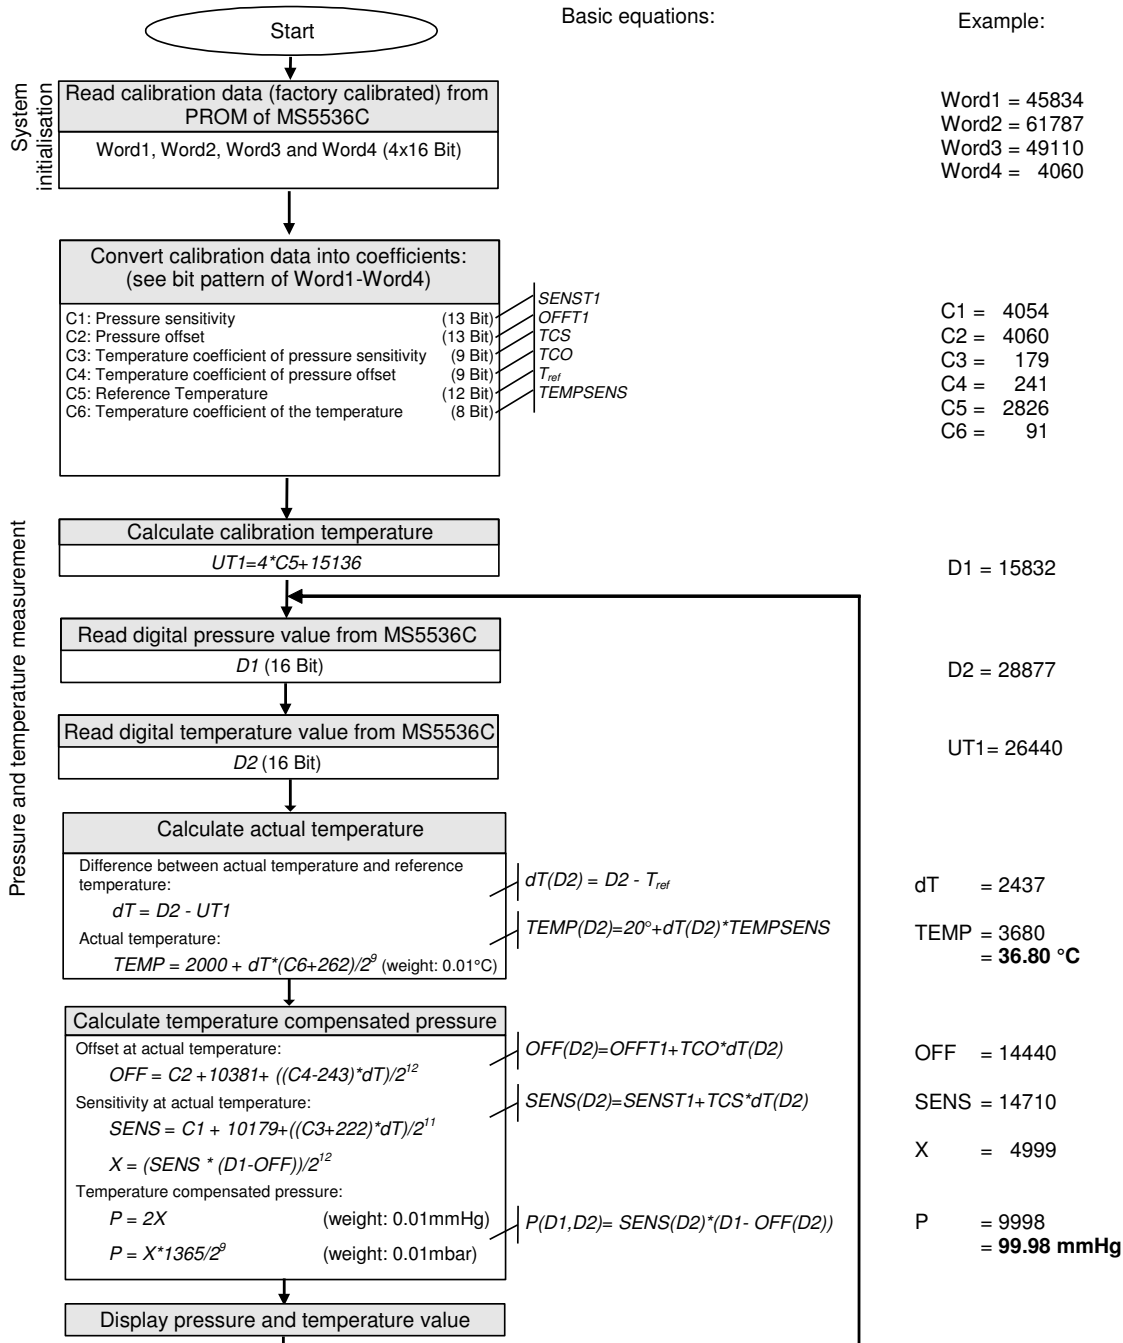 Start
Basic equations:
Example:
System
initialisation
Read calibration data (factory calibrated) from
PROM of MS5536C
Word1, Word2, Word3 and Word4 (4x16 Bit)
Word1 = 45834
Word2 = 61787
Word3 = 49110
Word4 = 4060
Convert calibration data into coefficients:
(see bit pattern of Word1-Word4)
C1: Pressure sensitivity (13 Bit) SENST1
C2: Pressure offset (13 Bit) OFFT1
C3: Temperature coefficient of pressure sensitivity (9 Bit) TCS
C4: Temperature coefficient of pressure offset (9 Bit) TCO
C5: Reference Temperature (12 Bit) Tref
C6: Temperature coefficient of the temperature (8 Bit) TEMPSENS
C1 = 4054
C2 = 4060
C3 = 179
C4 = 241
C5 = 2826
C6 = 91
Pressure and temperature measurement
Calculate calibration temperature
UT1=4*C5+15136
D1 = 15832
Read digital pressure value from MS5536C
D1 (16 Bit)
D2 = 28877
Read digital temperature value from MS5536C
D2 (16 Bit)
UT1= 26440
Calculate actual temperature
Difference between actual temperature and reference
temperature:
dT = D2 - UT1
dT(D2) = D2 - Tref
dT = 2437
Actual temperature:
TEMP = 2000 + dT*(C6+262)/2⁹ (weight: 0.01°C)
TEMP(D2)=20°+dT(D2)*TEMPSENS
TEMP = 3680
= 36.80 °C
Calculate temperature compensated pressure
Offset at actual temperature:
OFF = C2 +10381+ ((C4-243)*dT)/2¹²
OFF(D2)=OFFT1+TCO*dT(D2)
OFF = 14440
Sensitivity at actual temperature:
SENS = C1 + 10179+((C3+222)*dT)/2¹¹
SENS(D2)=SENST1+TCS*dT(D2)
SENS = 14710
X = (SENS * (D1-OFF))/2¹²
X = 4999
Temperature compensated pressure:
P = 2X (weight: 0.01mmHg)
P = X*1365/2⁹ (weight: 0.01mbar)
P(D1,D2)= SENS(D2)*(D1- OFF(D2))
P = 9998
= 99.98 mmHg
Display pressure and temperature value